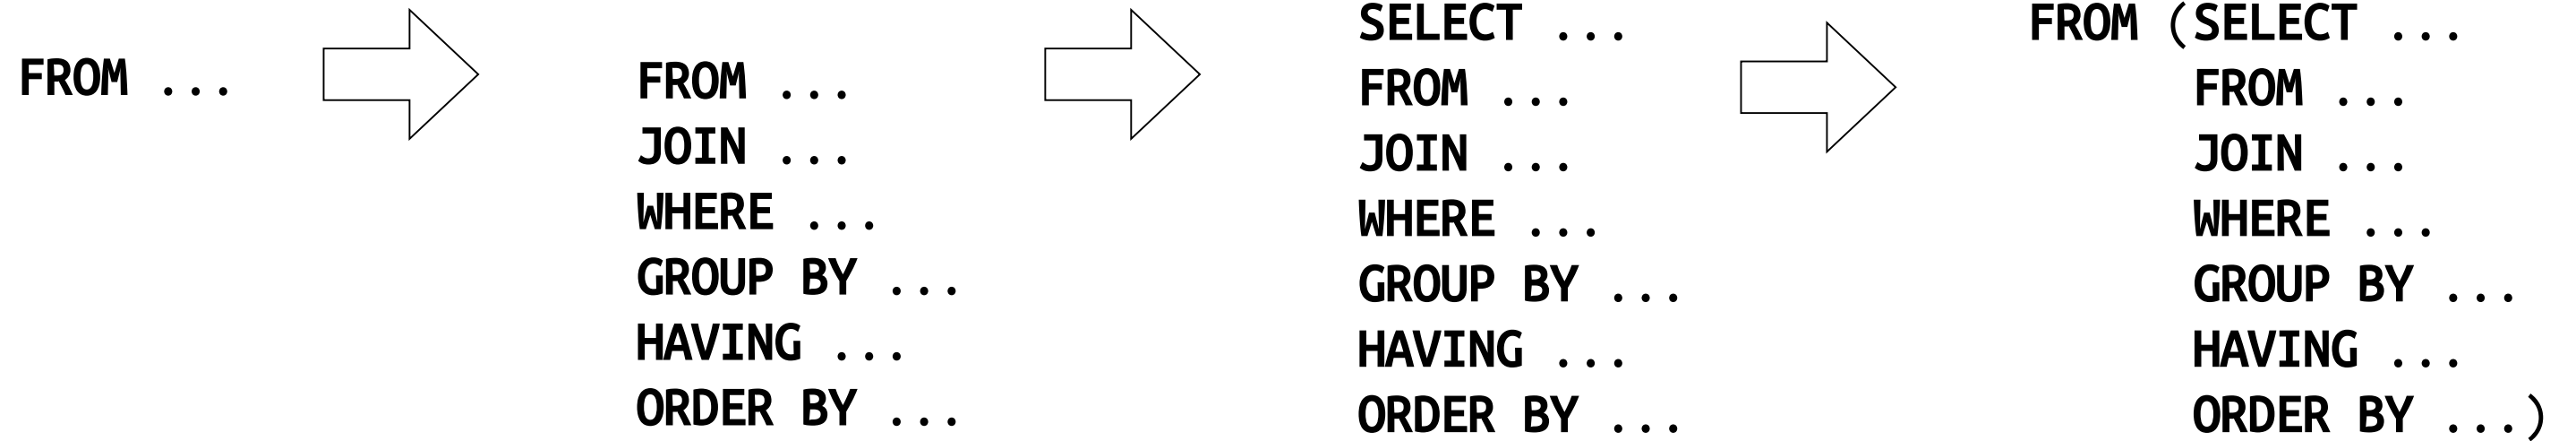 FROM ...
FROM ...
JOIN ...
WHERE ...
GROUP BY ...
HAVING ...
ORDER BY ...
SELECT ...
FROM ...
JOIN ...
WHERE ...
GROUP BY ...
HAVING ...
ORDER BY ...
FROM (SELECT ...
FROM ...
JOIN ...
WHERE ...
GROUP BY ...
HAVING ...
ORDER BY ...)